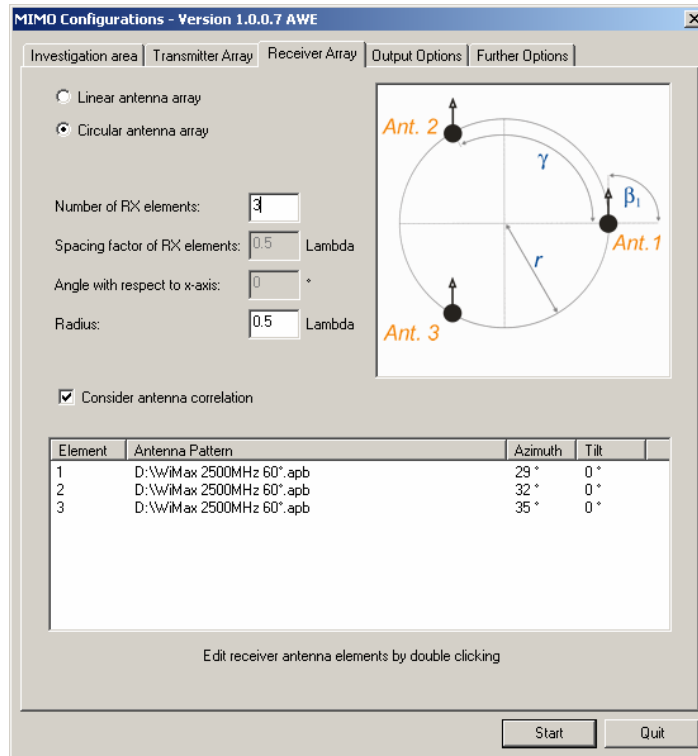 MIMO Configurations - Version 1.0.0.7 AWE
Investigation area Transmitter Array Receiver Array Output Options Further Options
Linear antenna array
Circular antenna array
Number of RX elements: 3
Spacing factor of RX elements: 0.5 Lambda
Angle with respect to x-axis: 0 °
Radius: 0.5 Lambda
Ant. 2
γ
β1
Ant. 1
r
Ant. 3
Consider antenna correlation
Element Antenna Pattern Azimuth Tilt
1 D:\WiMax 2500MHz 60°.apb 29 ° 0 °
2 D:\WiMax 2500MHz 60°.apb 32 ° 0 °
3 D:\WiMax 2500MHz 60°.apb 35 ° 0 °
Edit receiver antenna elements by double clicking
Start Quit